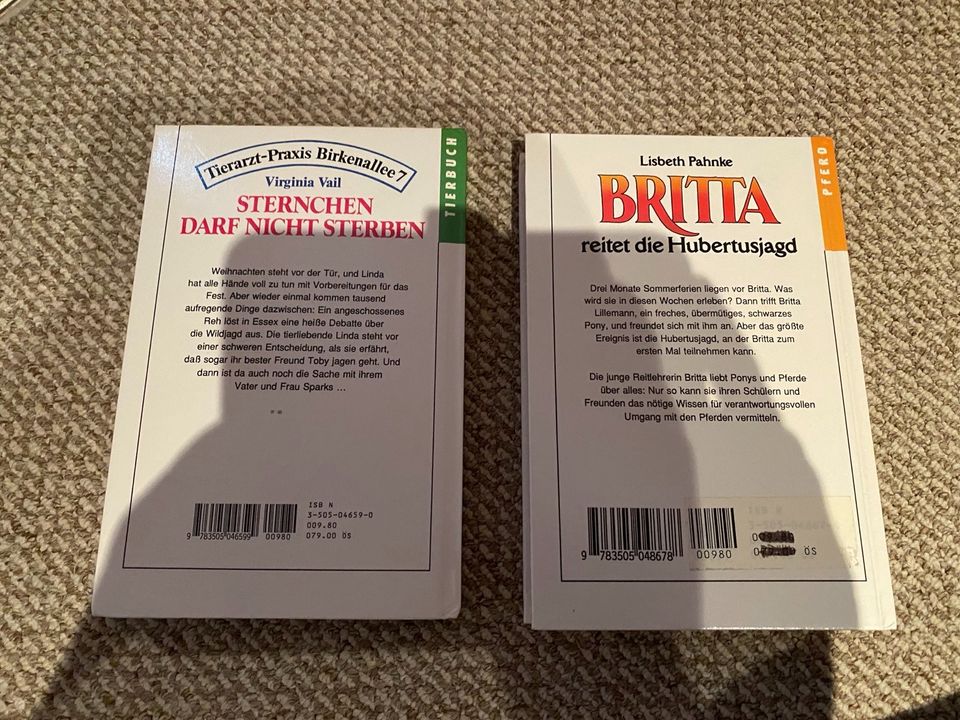 Tierarzt-Praxis Birkenallee 7
Virginia Vail
STERNCHEN
DARF NICHT STERBEN
TIERBUCH
Weihnachten steht vor der Tür, und Linda
hat alle Hände voll zu tun mit Vorbereitungen für das
Fest. Aber wieder einmal kommen tausend
aufregende Dinge dazwischen: Ein angeschossenes
Reh löst in Essex eine heiße Debatte über
die Wildjagd aus. Die tierliebende Linda steht vor
einer schweren Entscheidung, als sie erfährt,
daß sogar ihr bester Freund Toby jagen geht. Und
dann ist da auch noch die Sache mit ihrem
Vater und Frau Sparks ...
ISBN
3-505-04659-0
009.80
079.00 ÖS
9 783505 046599
00980
Lisbeth Pahnke
BRITTA
reitet die Hubertusjagd
PFERD
Drei Monate Sommerferien liegen vor Britta. Was
wird sie in diesen Wochen erleben? Dann trifft Britta
Lillemann, ein freches, übermütiges, schwarzes
Pony, und freundet sich mit ihm an. Aber das größte
Ereignis ist die Hubertusjagd, an der Britta zum
ersten Mal teilnehmen kann.
Die junge Reitlehrerin Britta liebt Ponys und Pferde
über alles: Nur so kann sie ihren Schülern und
Freunden das nötige Wissen für verantwortungsvollen
Umgang mit den Pferden vermitteln.
ÖS
9 783505 048678
00980